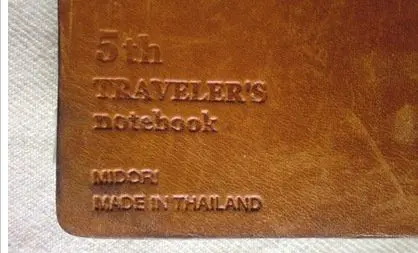 5th
TRAVELER'S
notebook
MIDORI
MADE IN THAILAND